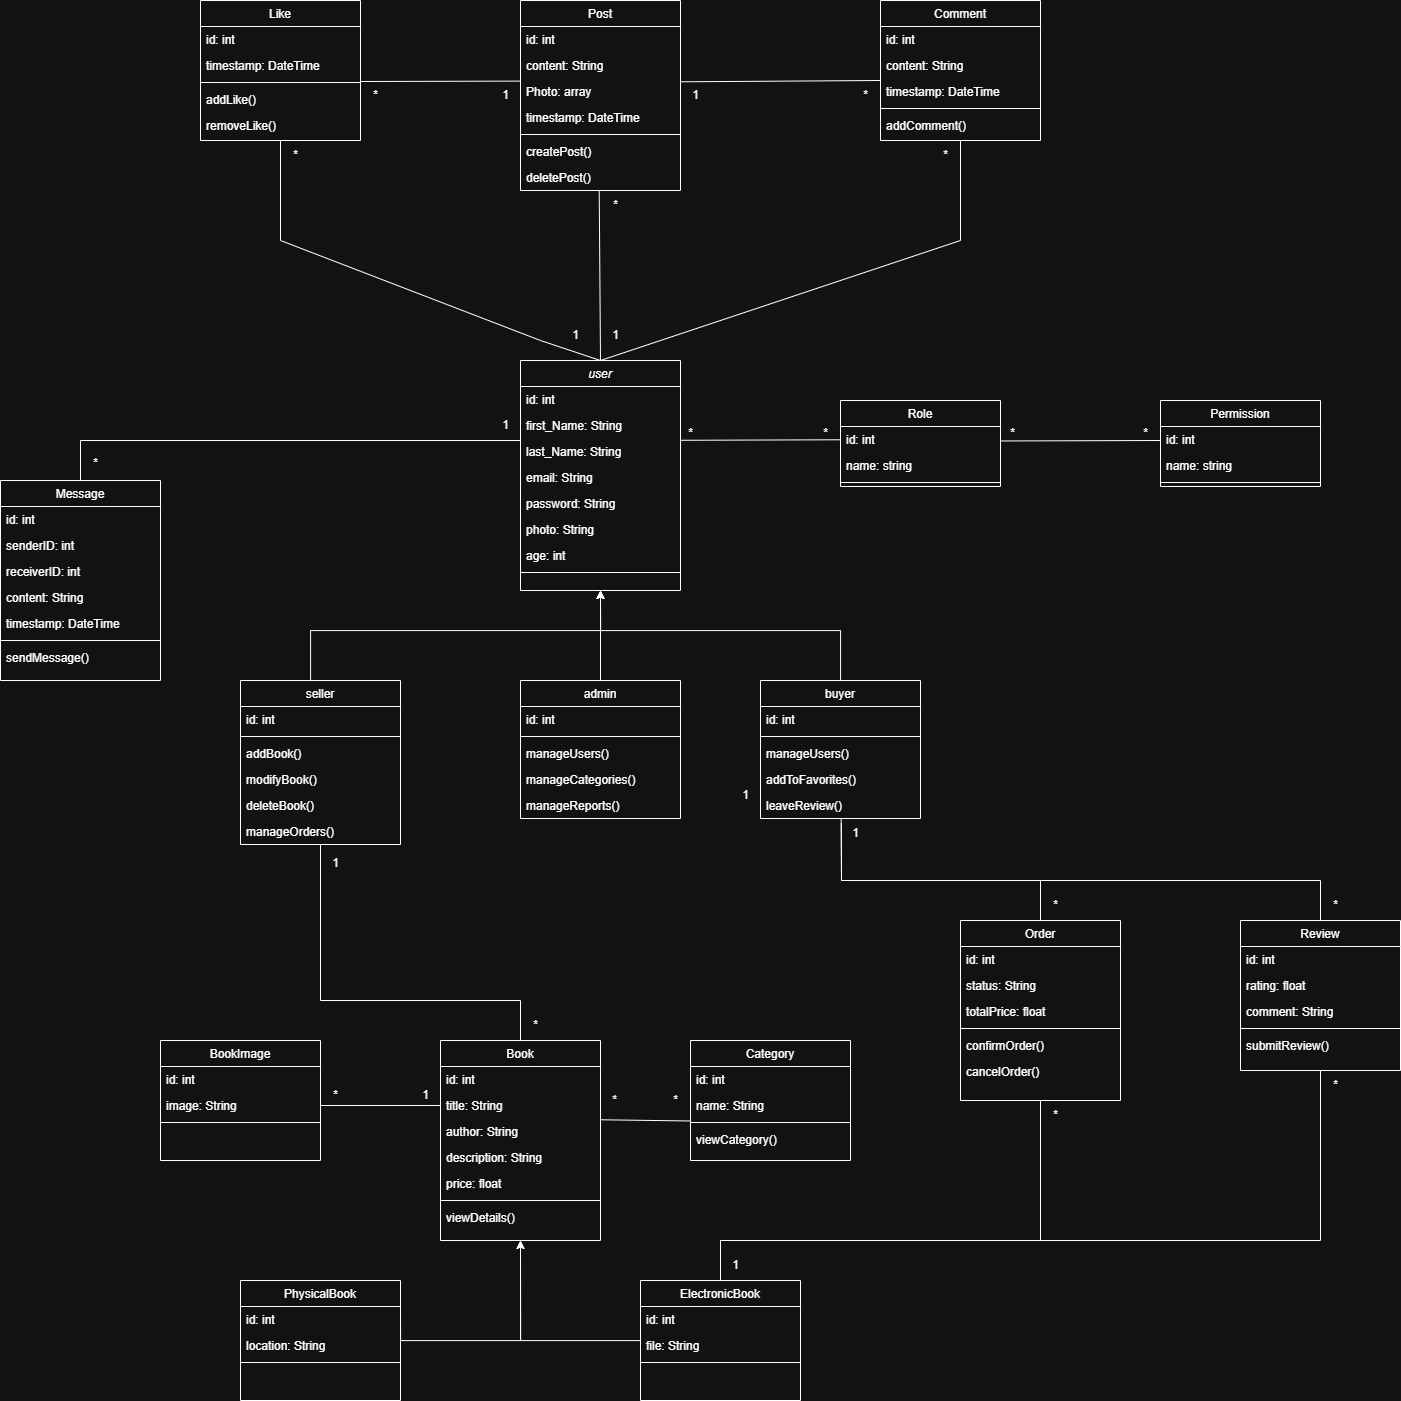 Like
id: int
timestamp: DateTime
addLike()
removeLike()
*
1
Post
id: int
content: String
Photo: array
timestamp: DateTime
createPost()
deletePost()
1
*
Comment
id: int
content: String
timestamp: DateTime
addComment()
*
*
*
1
1
user
id: int
first_Name: String
last_Name: String
email: String
password: String
photo: String
age: int
1
*
*
*
Role
id: int
name: string
*
*
Permission
id: int
name: string
Message
id: int
senderID: int
receiverID: int
content: String
timestamp: DateTime
sendMessage()
seller
id: int
addBook()
modifyBook()
deleteBook()
manageOrders()
1
admin
id: int
manageUsers()
manageCategories()
manageReports()
1
buyer
id: int
manageUsers()
addToFavorites()
leaveReview()
1
*
*
Order
id: int
status: String
totalPrice: float
confirmOrder()
cancelOrder()
*
Review
id: int
rating: float
comment: String
submitReview()
*
*
BookImage
id: int
image: String
*
1
Book
id: int
title: String
author: String
description: String
price: float
viewDetails()
*
*
Category
id: int
name: String
viewCategory()
1
PhysicalBook
id: int
location: String
ElectronicBook
id: int
file: String